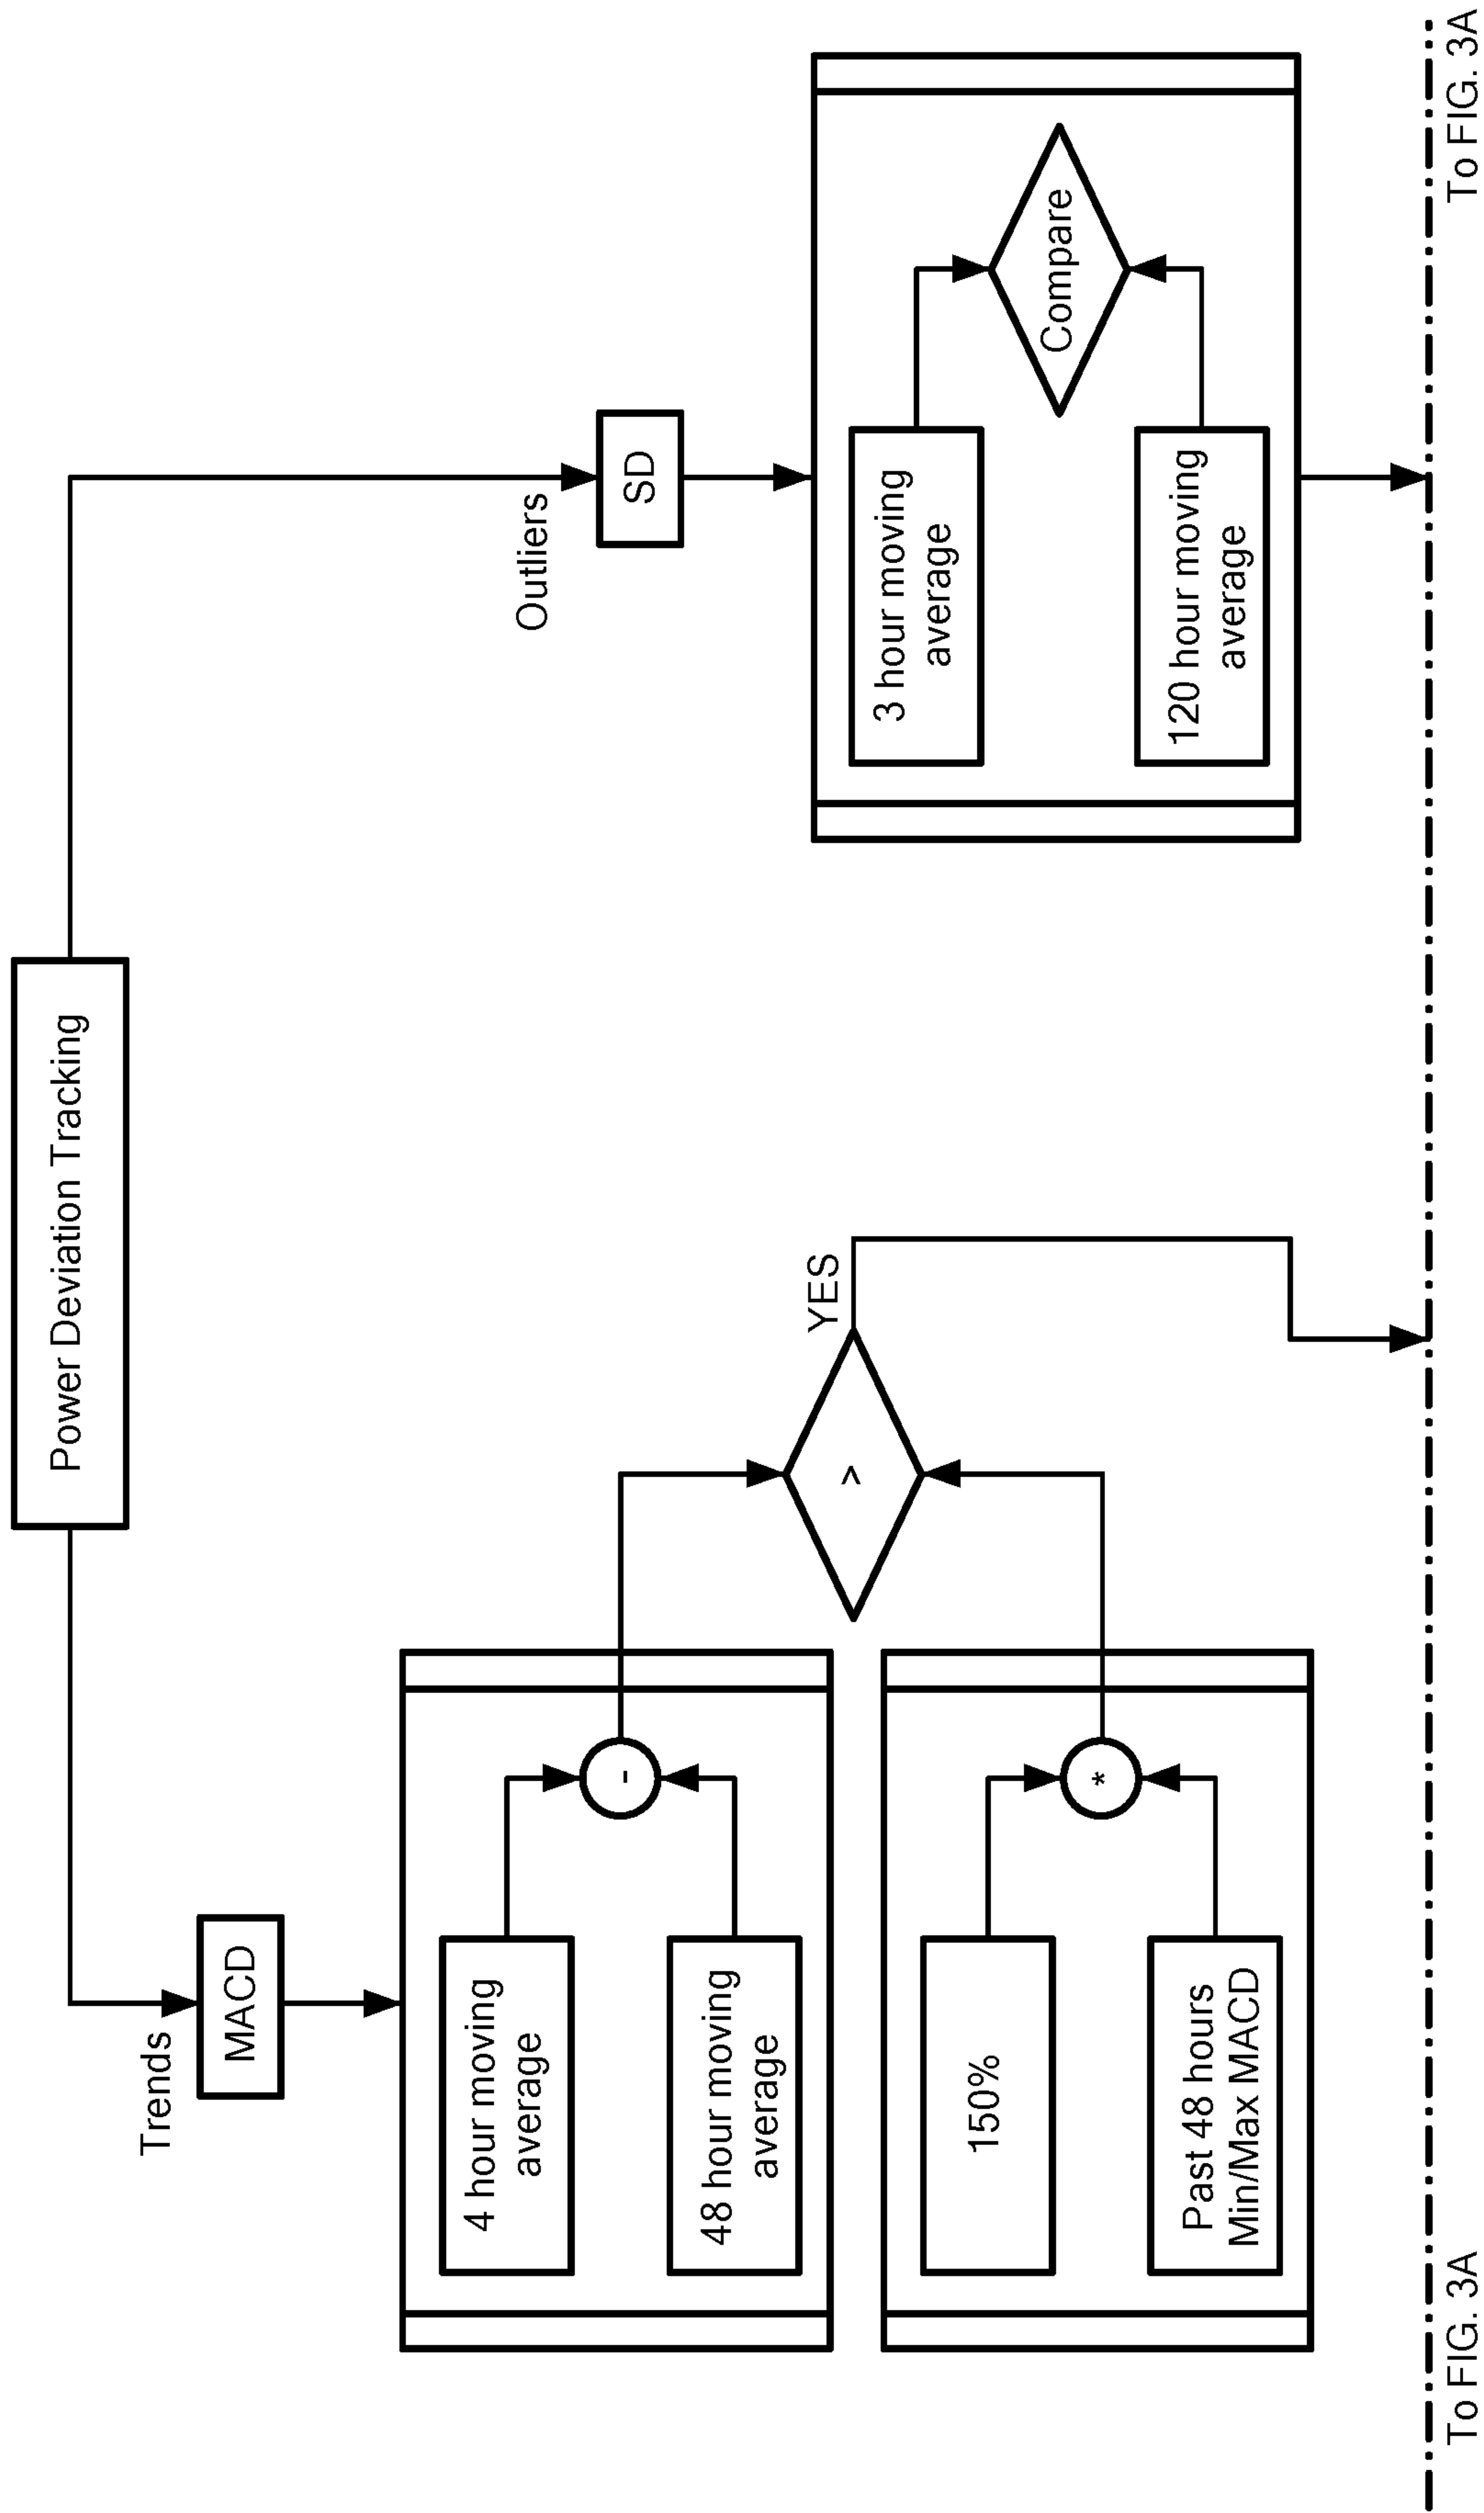 Power Deviation Tracking
Trends
MACD
4 hour moving
average
48 hour moving
average
-
150%
Past 48 hours
Min/Max MACD
*
>
YES
Outliers
SD
3 hour moving
average
120 hour moving
average
Compare
To FIG. 3A
To FIG. 3A